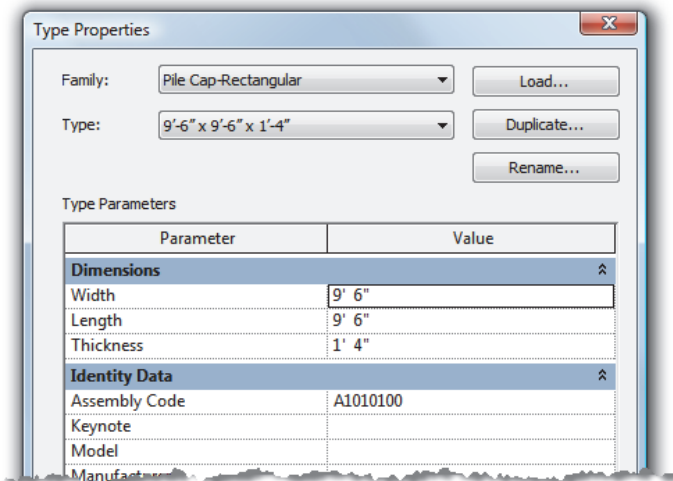 Type Properties
Family: Pile Cap-Rectangular Load...
Type: 9'-6" x 9'-6" x 1'-4" Duplicate...
Rename...
Type Parameters
Parameter Value
Dimensions
Width 9' 6"
Length 9' 6"
Thickness 1' 4"
Identity Data
Assembly Code A1010100
Keynote
Model